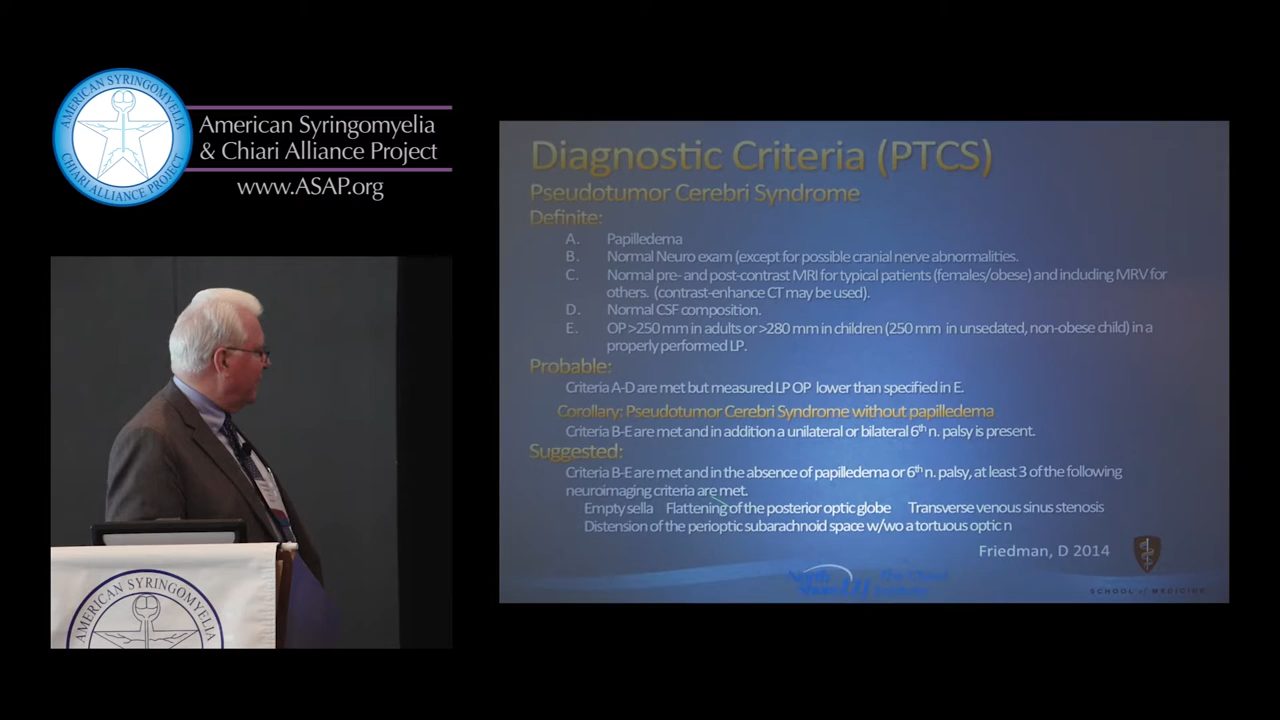 AMERICAN SYRINGOMYELIA
CHIARI ALLIANCE PROJECT
American Syringomyelia
& Chiari Alliance Project
www.ASAP.org
Diagnostic Criteria (PTCS)
Pseudotumor Cerebri Syndrome
Definite:
A. Papilledema
B. Normal Neuro exam (except for possible cranial nerve abnormalities.
C. Normal pre- and post-contrast MRI for typical patients (females/obese) and including MRV for
others. (contrast-enhance CT may be used).
D. Normal CSF composition.
E. OP >250 mm in adults or >280 mm in children (250 mm in unsedated, non-obese child) in a
properly performed LP.
Probable:
Criteria A-D are met but measured LP OP lower than specified in E.
Corollary: Pseudotumor Cerebri Syndrome without papilledema
Criteria B-E are met and in addition a unilateral or bilateral 6th n. palsy is present.
Suggested:
Criteria B-E are met and in the absence of papilledema or 6th n. palsy, at least 3 of the following
neuroimaging criteria are met.
Empty sella Flattening of the posterior optic globe Transverse venous sinus stenosis
Distension of the perioptic subarachnoid space w/wo a tortuous optic n
Friedman, D 2014
North
SCHOOL of MEDICINE
AMERICAN SYRINGOMYELIA